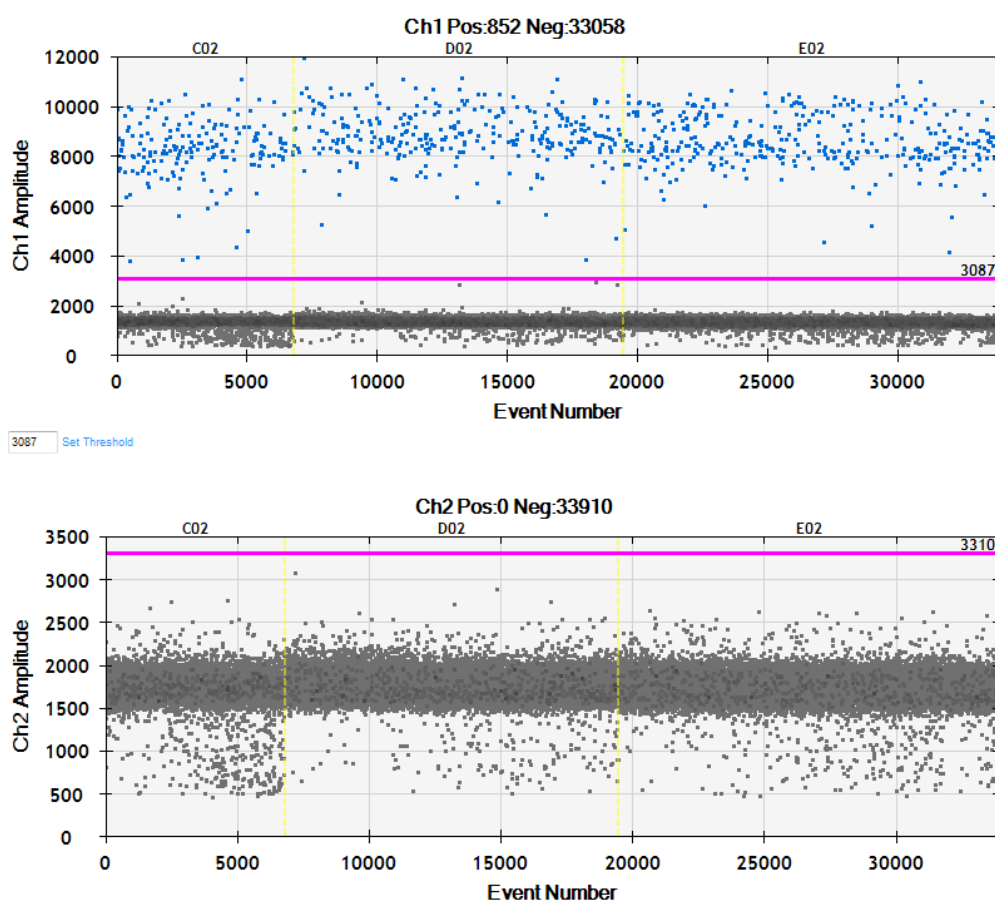 Ch1 Pos:852 Neg:33058
C02 D02 E02
12000
10000
8000
6000
4000
2000
0
Ch1 Amplitude
3087
0 5000 10000 15000 20000 25000 30000
Event Number
3087 Set Threshold
Ch2 Pos:0 Neg:33910
C02 D02 E02
3500
3000
2500
2000
1500
1000
500
0
Ch2 Amplitude
3310
0 5000 10000 15000 20000 25000 30000
Event Number